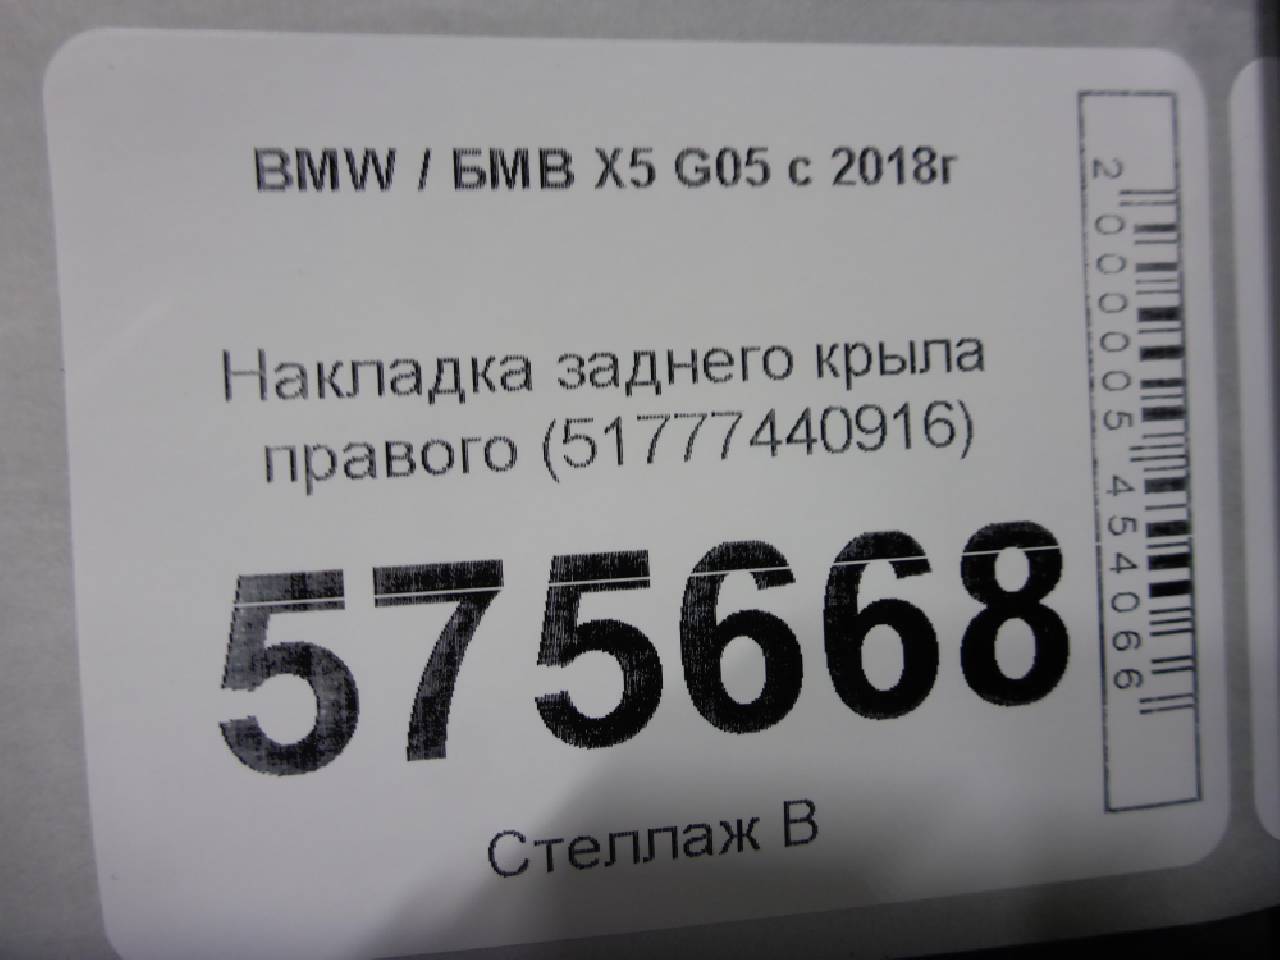 BMW / БМВ X5 G05 с 2018г
Накладка заднего крыла
правого (51777440916)
575668
Стеллаж В
2000005454066